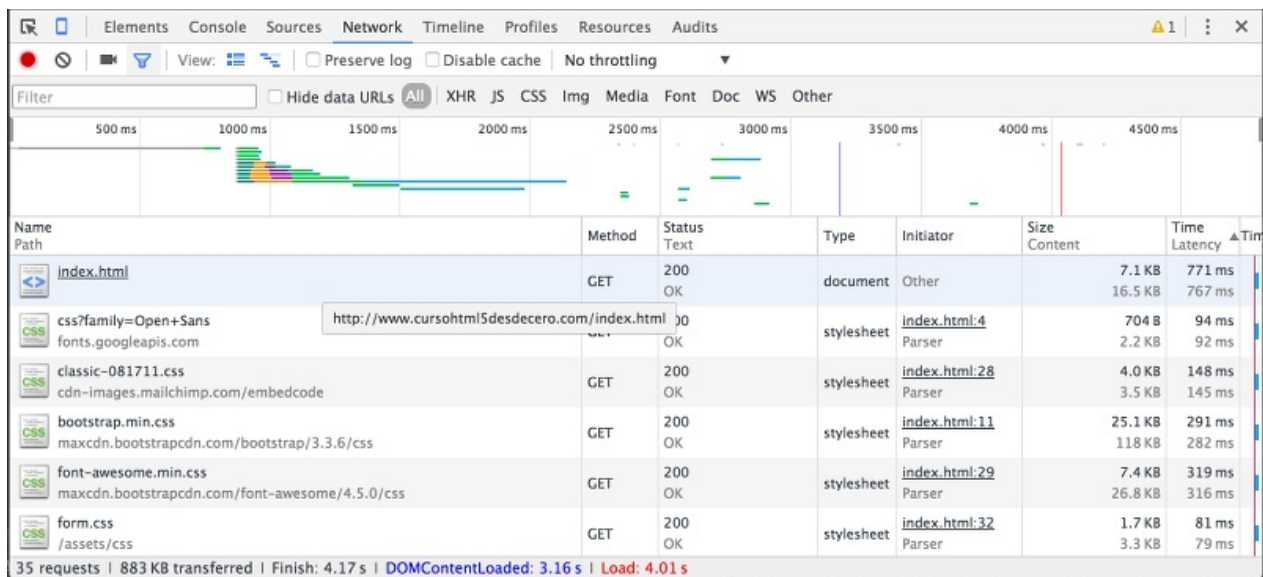 Elements Console Sources Network Timeline Profiles Resources Audits 1
View: Preserve log Disable cache No throttling
Filter Hide data URLs All XHR JS CSS Img Media Font Doc WS Other
500 ms 1000 ms 1500 ms 2000 ms 2500 ms 3000 ms 3500 ms 4000 ms 4500 ms
Name Method Status Type Initiator Size Time Tim
Path Text Content Latency
index.html GET 200 document Other 7.1 KB 771 ms
OK 16.5 KB 767 ms
http://www.cursohtml5desdecero.com/index.html
css?family=Open+Sans stylesheet index.html:4 704 B 94 ms
fonts.googleapis.com OK Parser 2.2 KB 92 ms
classic-081711.css GET 200 stylesheet index.html:28 4.0 KB 148 ms
cdn-images.mailchimp.com/embedcode OK Parser 3.5 KB 145 ms
bootstrap.min.css GET 200 stylesheet index.html:11 25.1 KB 291 ms
maxcdn.bootstrapcdn.com/bootstrap/3.3.6/css OK Parser 118 KB 282 ms
font-awesome.min.css GET 200 stylesheet index.html:29 7.4 KB 319 ms
maxcdn.bootstrapcdn.com/font-awesome/4.5.0/css OK Parser 26.8 KB 316 ms
form.css GET 200 stylesheet index.html:32 1.7 KB 81 ms
/assets/css OK Parser 3.3 KB 79 ms
35 requests | 883 KB transferred | Finish: 4.17 s | DOMContentLoaded: 3.16 s | Load: 4.01 s